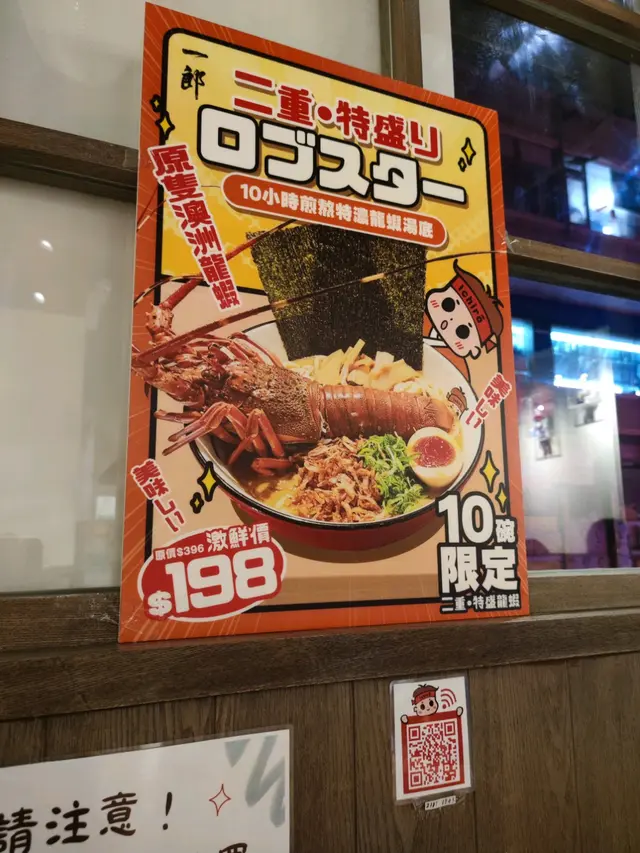 一郎
二重・特盛り
ロブスター
10小時煎熬特濃龍蝦湯底
原隻澳洲龍蝦
ichiro
美味しい
美味しい
原價$396 激鮮價
$198
10碗
限定
二重・特盛龍蝦
請注意！